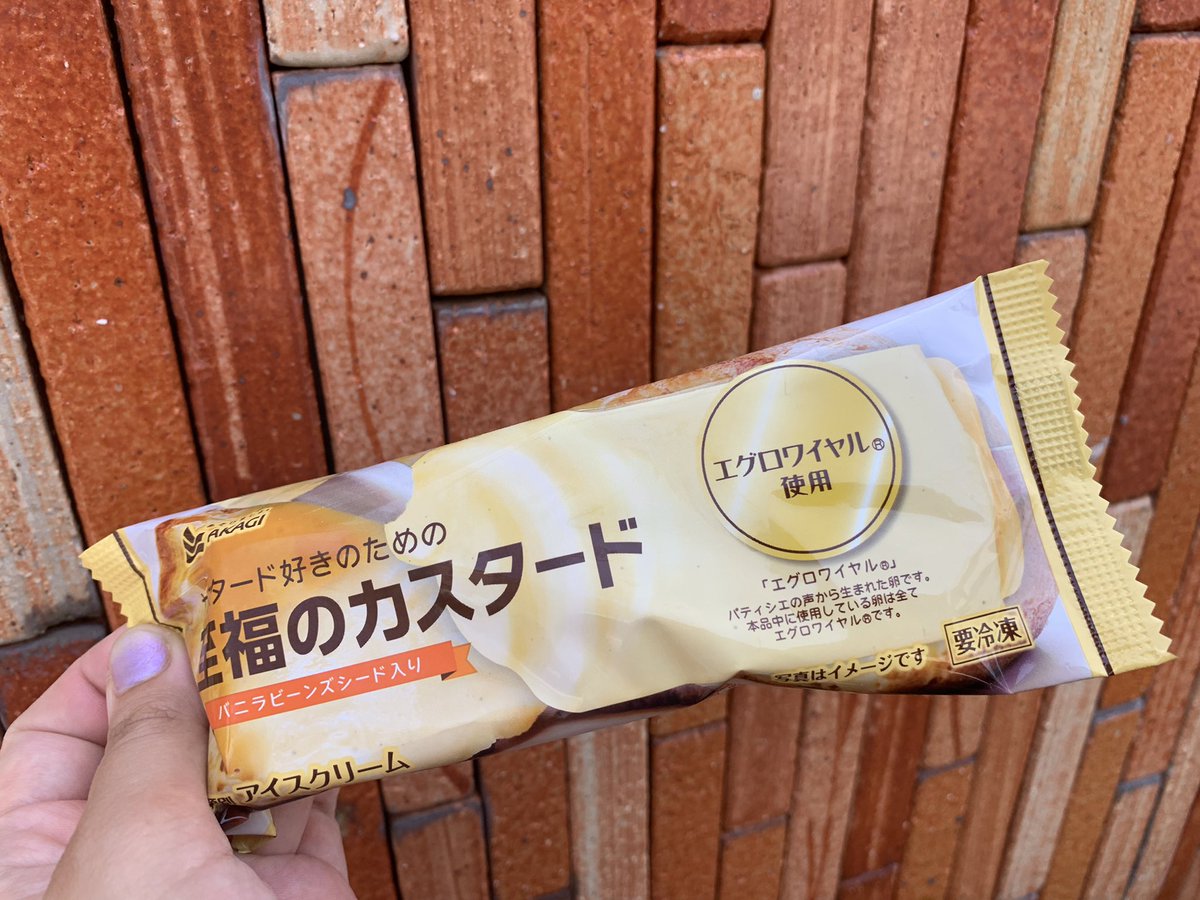 AKAGI
タード好きのための
至福のカスタード
バニラビーンズシード入り
アイスクリーム
エグロワイヤル®
使用
「エグロワイヤル®」
パティシエの声から生まれた卵です。
本品中に使用している卵は全て
エグロワイヤル®です。
要冷凍
写真はイメージです